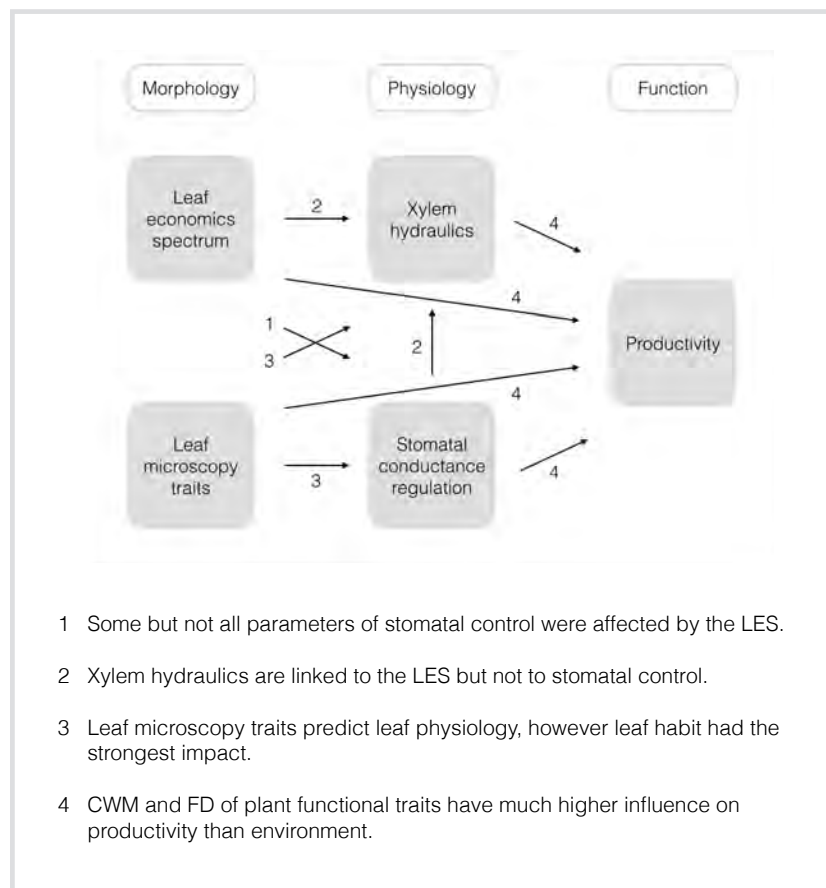 Morphology
Physiology
Function
Leaf
economics
spectrum
2
Xylem
hydraulics
4
4
1
3
2
Productivity
4
Leaf
microscopy
traits
3
Stomatal
conductance
regulation
4
1 Some but not all parameters of stomatal control were affected by the LES.
2 Xylem hydraulics are linked to the LES but not to stomatal control.
3 Leaf microscopy traits predict leaf physiology, however leaf habit had the
strongest impact.
4 CWM and FD of plant functional traits have much higher influence on
productivity than environment.